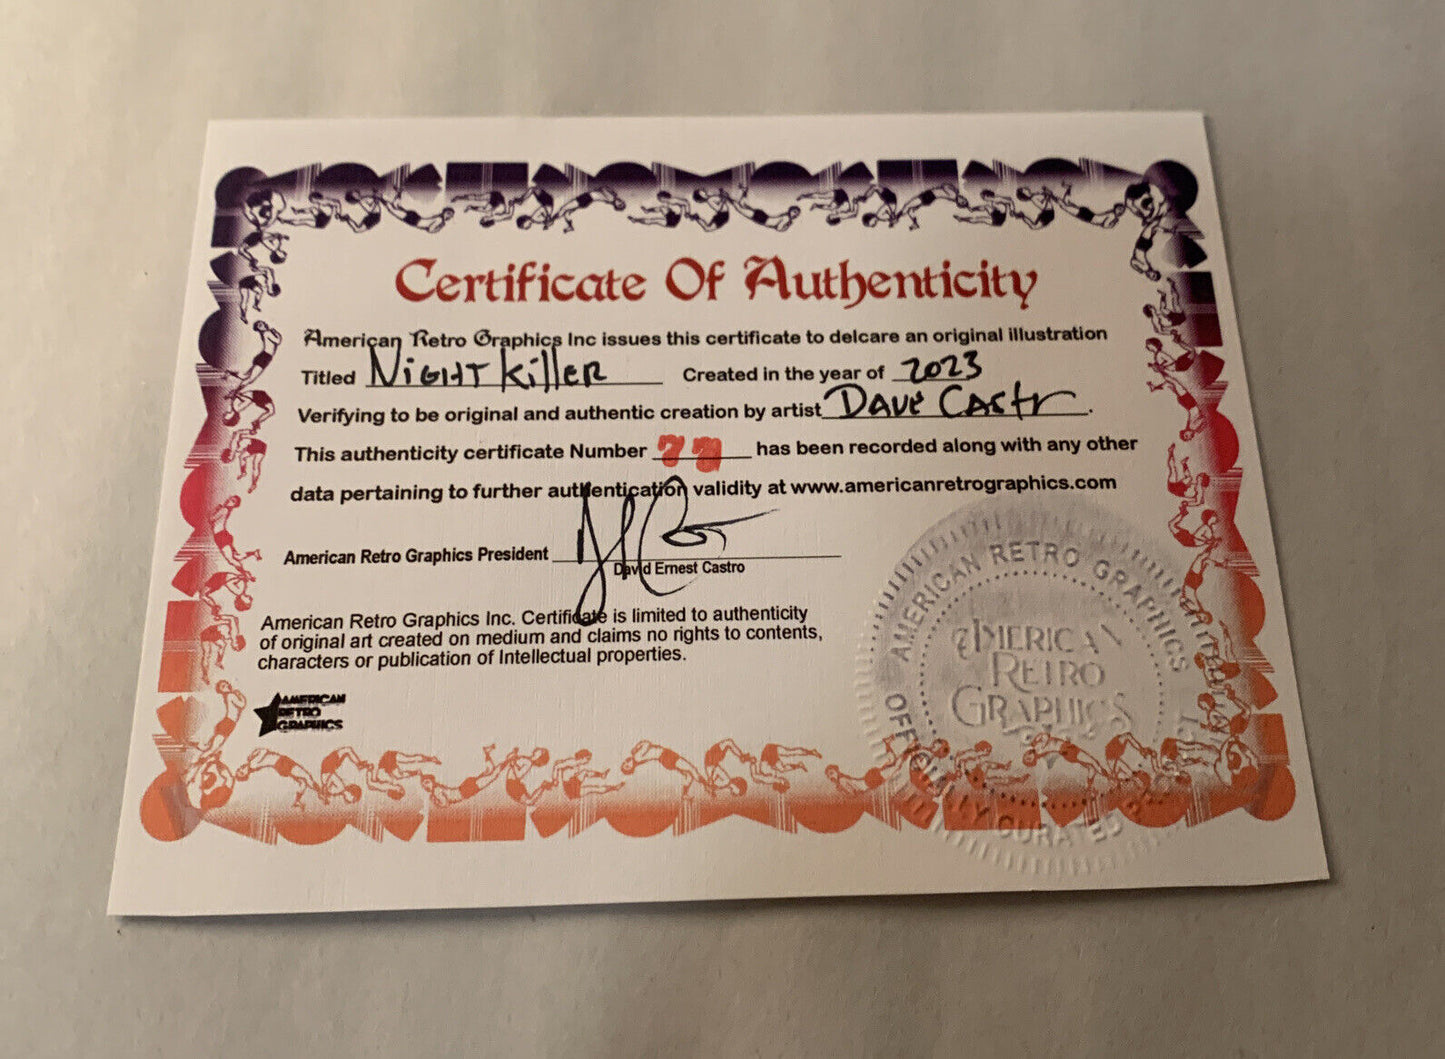 Certificate Of Authenticity
American Retro Graphics Inc issues this certificate to delcare an original illustration
Titled NiGHT KillER Created in the year of 2023
Verifying to be original and authentic creation by artist DAVE CAStr.
This authenticity certificate Number 77 has been recorded along with any other
data pertaining to further authentication validity at www.americanretrographics.com
American Retro Graphics President
David Ernest Castro
American Retro Graphics Inc. Certificate is limited to authenticity
of original art created on medium and claims no rights to contents,
characters or publication of Intellectual properties.
AMERICAN
RETRO
GRAPHICS
AMERICAN RETRO GRAPHICS
AMERICAN
RETRO
GRAPHICS
OFFICIALLY CURATED